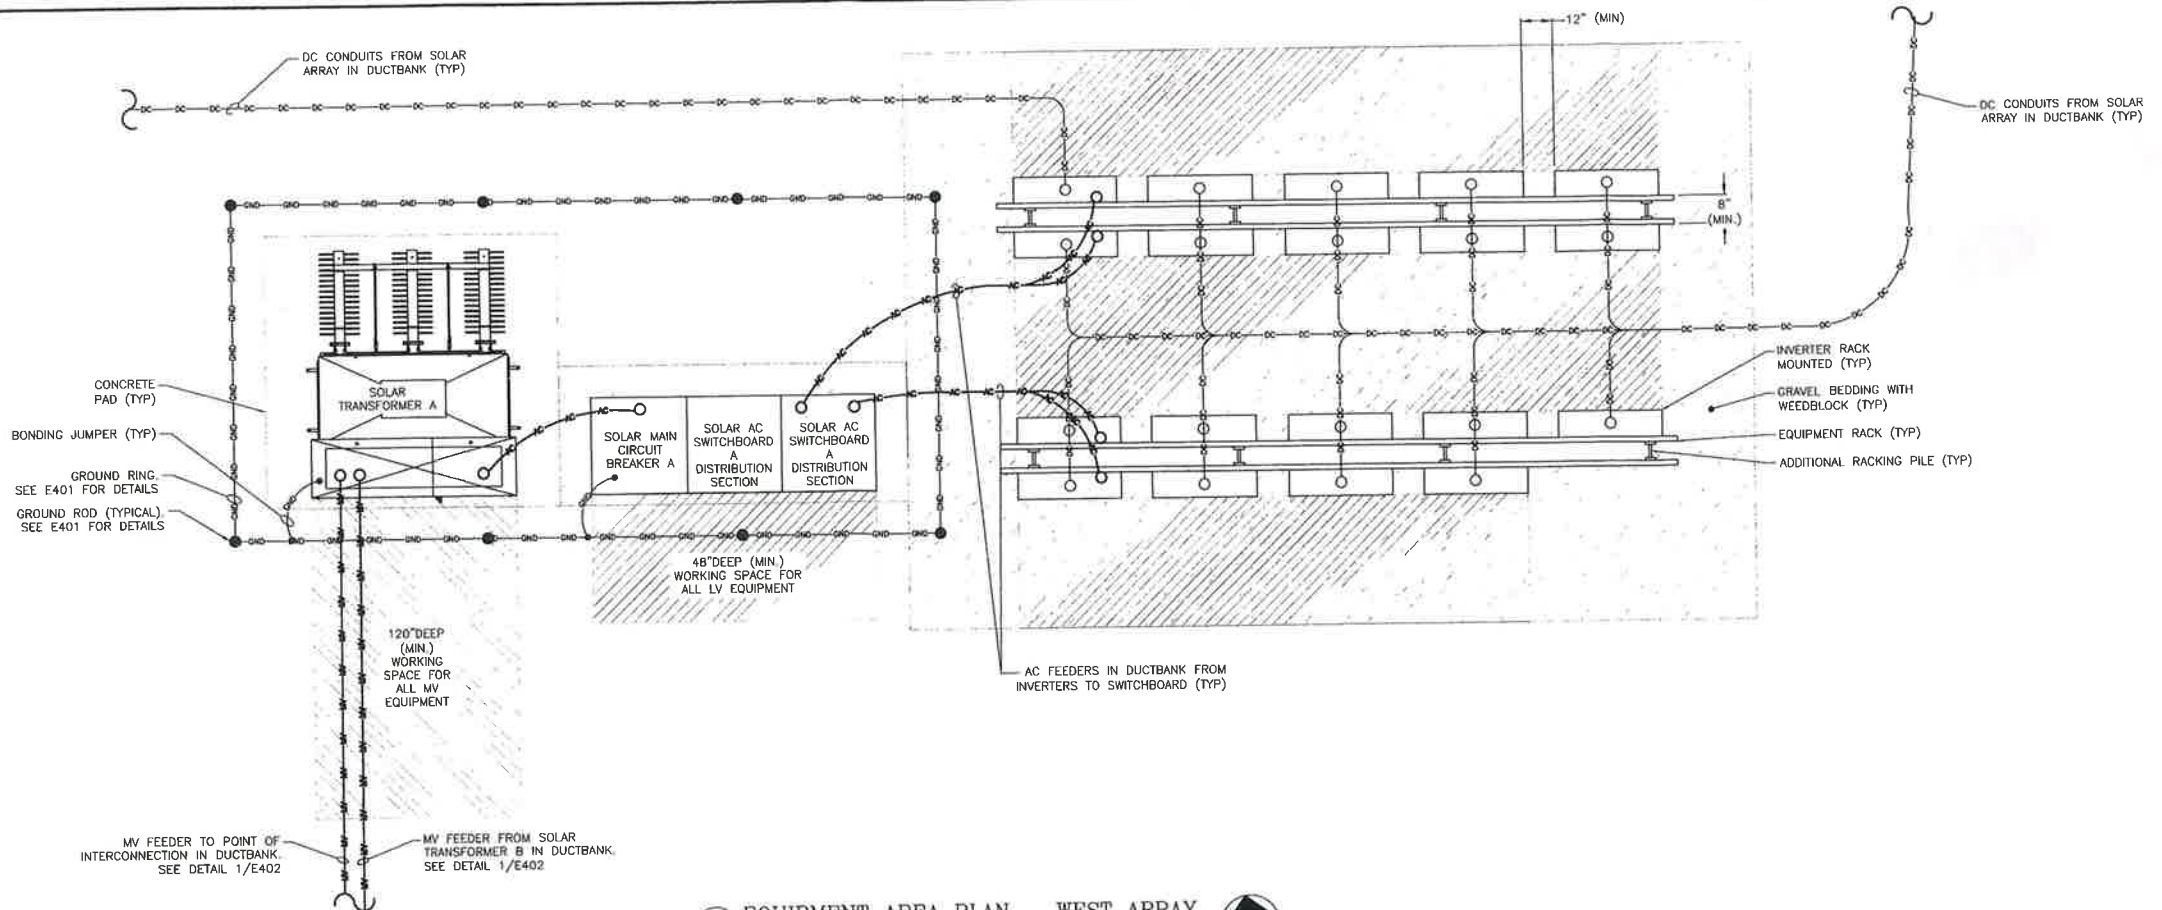 12" (MIN)
DC CONDUITS FROM SOLAR
ARRAY IN DUCTBANK (TYP)
DC CONDUITS FROM SOLAR
ARRAY IN DUCTBANK (TYP)
8"
(MIN.)
CONCRETE
PAD (TYP)
BONDING JUMPER (TYP)
GROUND RING.
SEE E401 FOR DETAILS
GROUND ROD (TYPICAL).
SEE E401 FOR DETAILS
SOLAR
TRANSFORMER A
SOLAR MAIN
CIRCUIT
BREAKER A
SOLAR AC
SWITCHBOARD
A
DISTRIBUTION
SECTION
SOLAR AC
SWITCHBOARD
A
DISTRIBUTION
SECTION
INVERTER RACK
MOUNTED (TYP)
GRAVEL BEDDING WITH
WEEDBLOCK (TYP)
EQUIPMENT RACK (TYP)
ADDITIONAL RACKING PILE (TYP)
48"DEEP (MIN.)
WORKING SPACE FOR
ALL LV EQUIPMENT
120"DEEP
(MIN.)
WORKING
SPACE FOR
ALL MV
EQUIPMENT
AC FEEDERS IN DUCTBANK FROM
INVERTERS TO SWITCHBOARD (TYP)
MV FEEDER TO POINT OF
INTERCONNECTION IN DUCTBANK.
SEE DETAIL 1/E402
MV FEEDER FROM SOLAR
TRANSFORMER B IN DUCTBANK.
SEE DETAIL 1/E402
EQUIPMENT AREA PLAN - WEST ARRAY